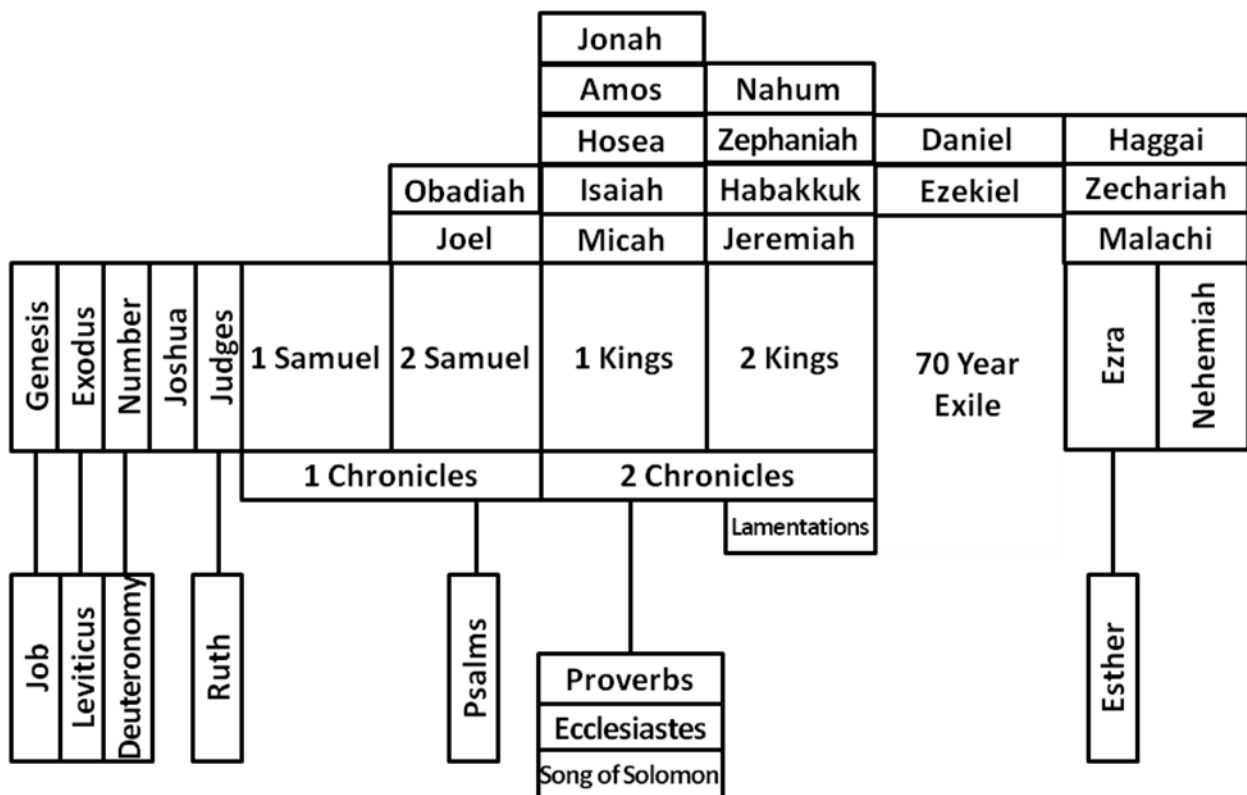 Jonah
Amos
Nahum
Hosea
Zephaniah
Daniel
Haggai
Obadiah
Isaiah
Habakkuk
Ezekiel
Zechariah
Joel
Micah
Jeremiah
Malachi
Genesis
Exodus
Number
Joshua
Judges
1 Samuel
2 Samuel
1 Kings
2 Kings
70 Year
Exile
Ezra
Nehemiah
1 Chronicles
2 Chronicles
Lamentations
Job
Leviticus
Deuteronomy
Ruth
Psalms
Proverbs
Ecclesiastes
Song of Solomon
Esther